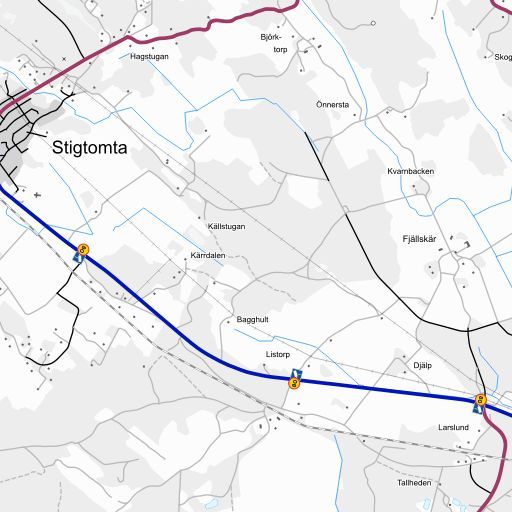 Björk-
torp
Hagstugan
Skog
Önnersta
Stigtomta
Kvarnbacken
Källstugan
Fjällskär
Kärrdalen
Bagghult
Listorp
Djälp
Larslund
Tallheden